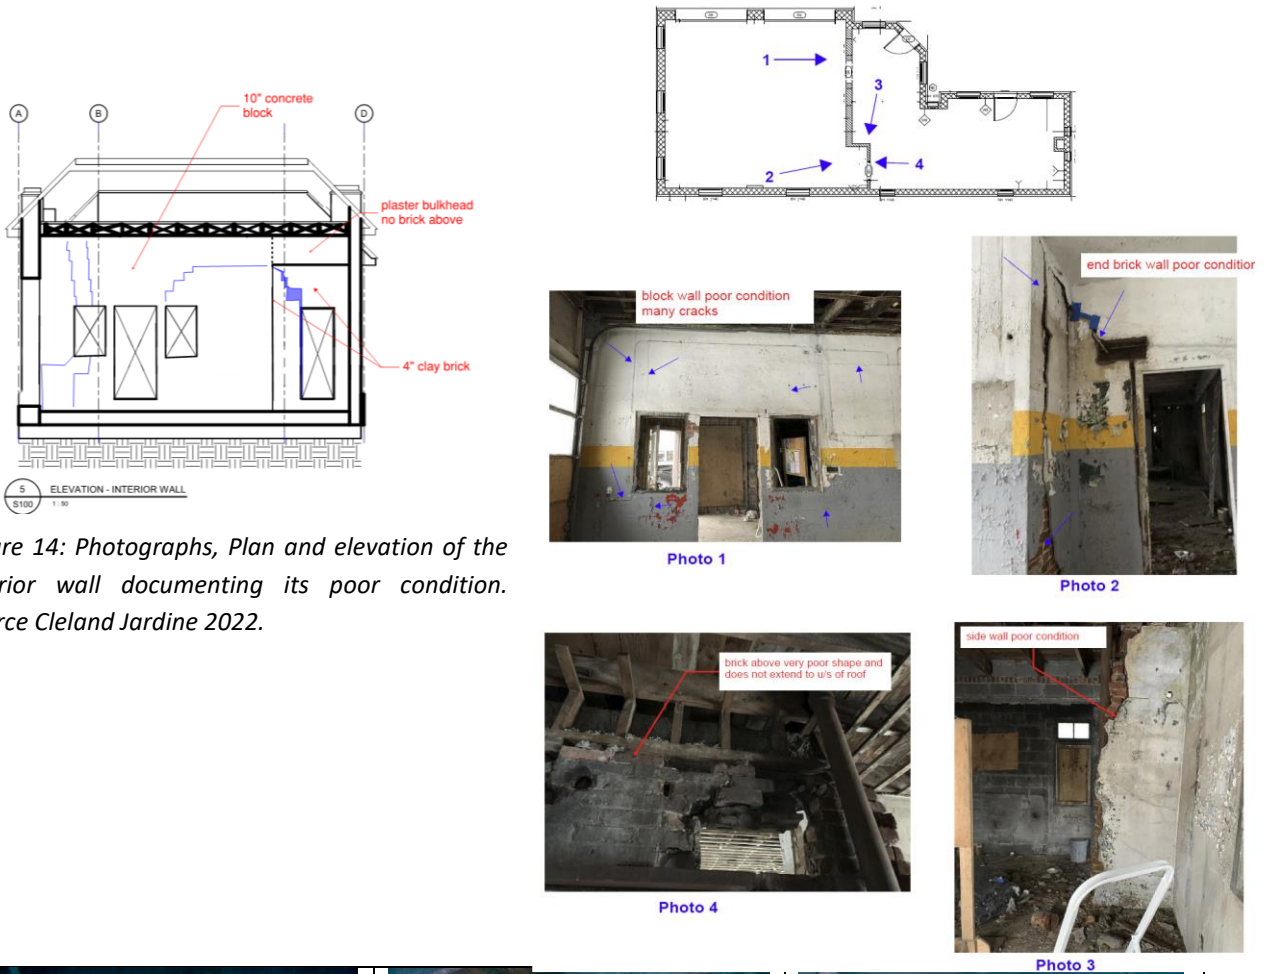 10" concrete
block
A
B
D
plaster bulkhead
no brick above
4" clay brick
5
S100
ELEVATION - INTERIOR WALL
1 : 50
re 14: Photographs, Plan and elevation of the
rior wall documenting its poor condition.
rce Cleland Jardine 2022.
1
2
3
4
block wall poor condition
many cracks
Photo 1
end brick wall poor condition
Photo 2
brick above very poor shape and
does not extend to u/s of roof
Photo 4
side wall poor condition
Photo 3